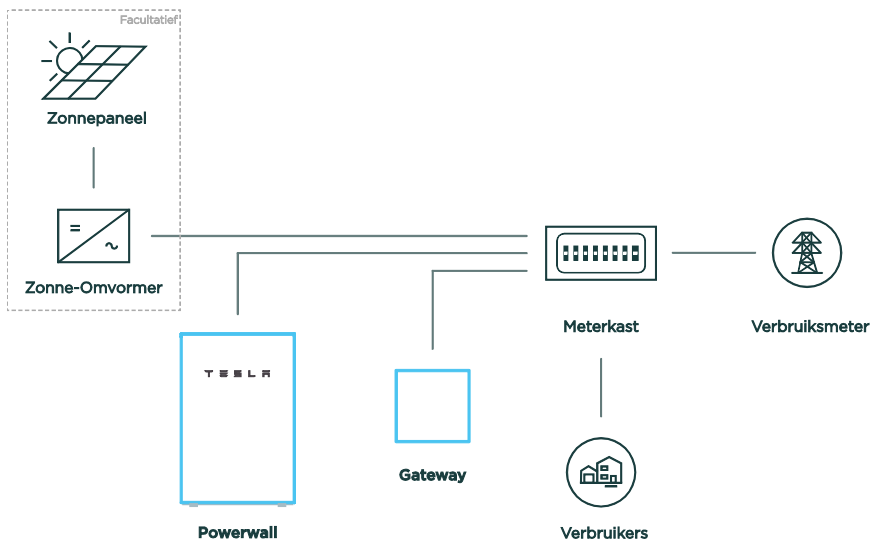 Facultatief
Zonnepaneel
Zonne-Omvormer
TESLA
Meterkast
Verbruiksmeter
Gateway
Powerwall
Verbruikers